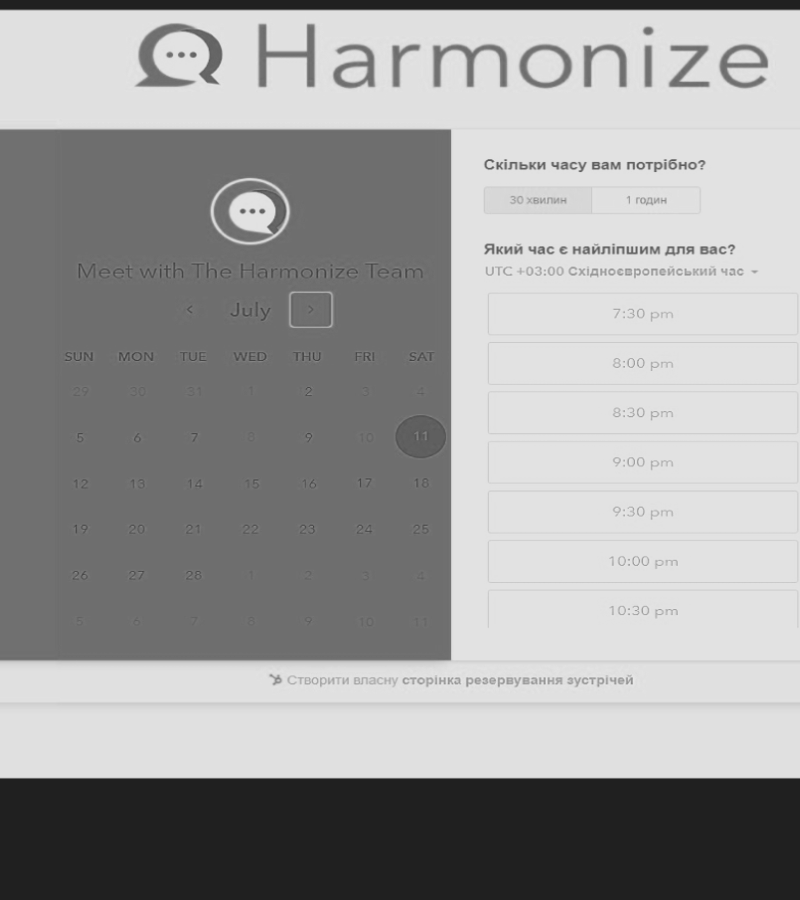 Harmonize
Meet with The Harmonize Team
July
SUN MON TUE WED THU FRI SAT
29 30 31 1 2 3 4
5 6 7 8 9 10 11
12 13 14 15 16 17 18
19 20 21 22 23 24 25
26 27 28 1 2 3 4
5 6 7 8 9 10 11
Скільки часу вам потрібно?
30 хвилин 1 годин
Який час є найліпшим для вас?
UTC +03:00 Східноєвропейський час
7:30 pm
8:00 pm
8:30 pm
9:00 pm
9:30 pm
10:00 pm
10:30 pm
Створити власну сторінка резервування зустрічей